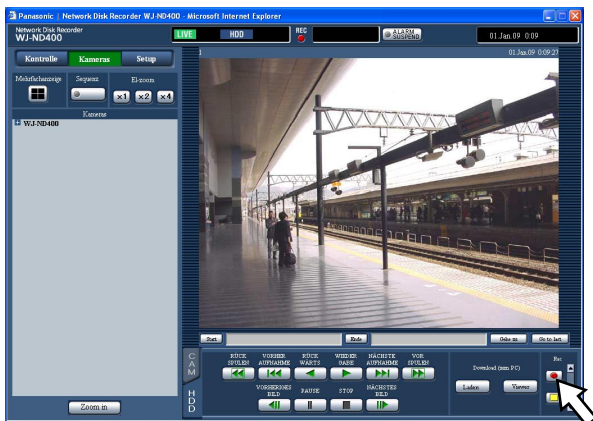 Panasonic | Network Disk Recorder WJ-ND400 - Microsoft Internet Explorer
Network Disk Recorder
WJ-ND400
LIVE HDD REC ALARM SUSPEND 01.Jan.09 0:09
Kontrolle Kameras Setup
1 01.Jan.09 0:09:27
Mehrfachanzeige Sequenz El-zoom
x1 x2 x4
Kameras
WJ-ND400
Start Ende Gehe zu Go to last
CAM
HDD
RÜCK SPULEN VORHER AUFNAHME RÜCK WÄRTS WIEDER GABE NÄCHSTE AUFNAHME VOR SPULEN
VORHERIGES BILD PAUSE STOP NÄCHSTES BILD
Download (zum PC)
Laden Viewer
Rec
Zoom in